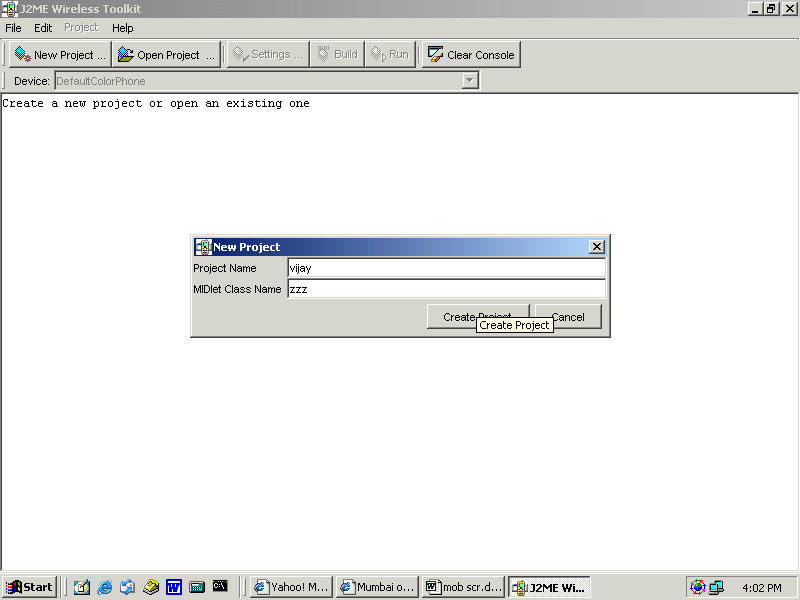 J2ME Wireless Toolkit
File Edit Project Help
New Project ... Open Project ... Settings ... Build Run Clear Console
Device: DefaultColorPhone
Create a new project or open an existing one
New Project
Project Name vijay
MIDlet Class Name zzz
Create Project Cancel
Create Project
Start W C:\ Yahoo! M... Mumbai o... mob scr.d... J2ME Wi... 4:02 PM